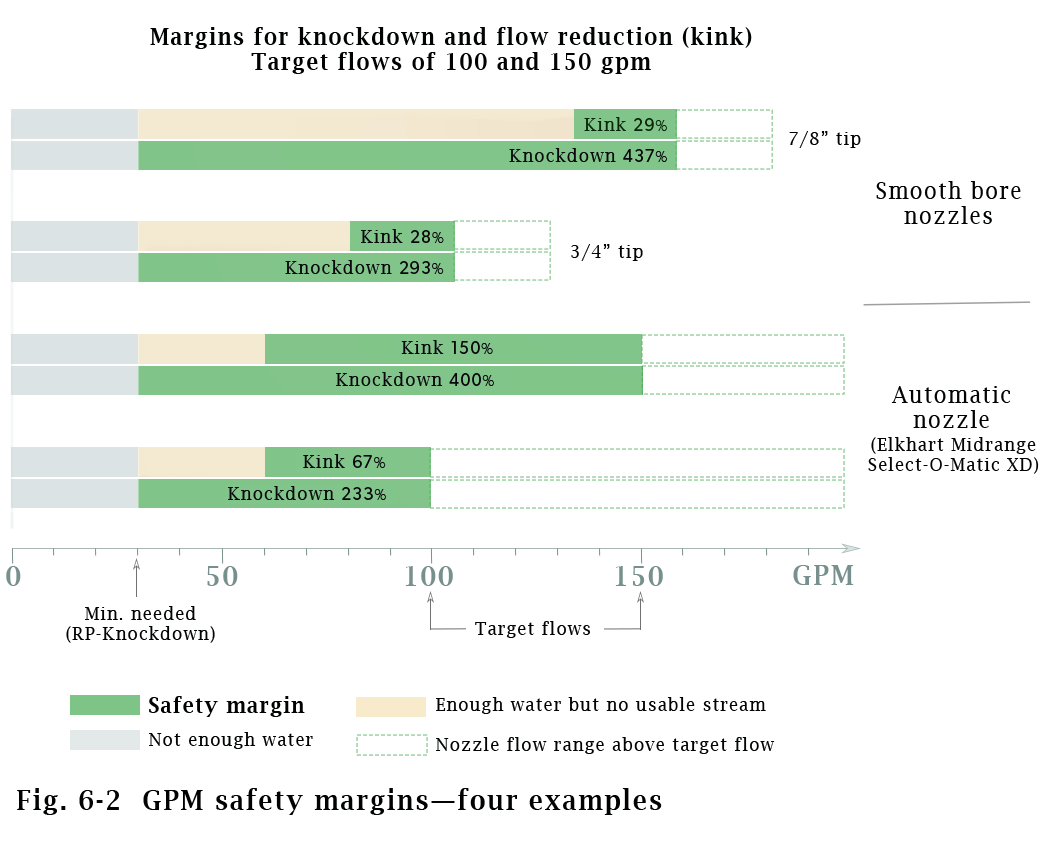 Margins for knockdown and flow reduction (kink)
Target flows of 100 and 150 gpm
Kink 29%
Knockdown 437%
7/8” tip
Smooth bore
nozzles
Kink 28%
Knockdown 293%
3/4” tip
Kink 150%
Knockdown 400%
Automatic
nozzle
(Elkhart Midrange
Select-O-Matic XD)
Kink 67%
Knockdown 233%
0 50 100 150 GPM
Min. needed
(RP-Knockdown)
Target flows
Safety margin
Enough water but no usable stream
Not enough water
Nozzle flow range above target flow
Fig. 6-2 GPM safety margins—four examples